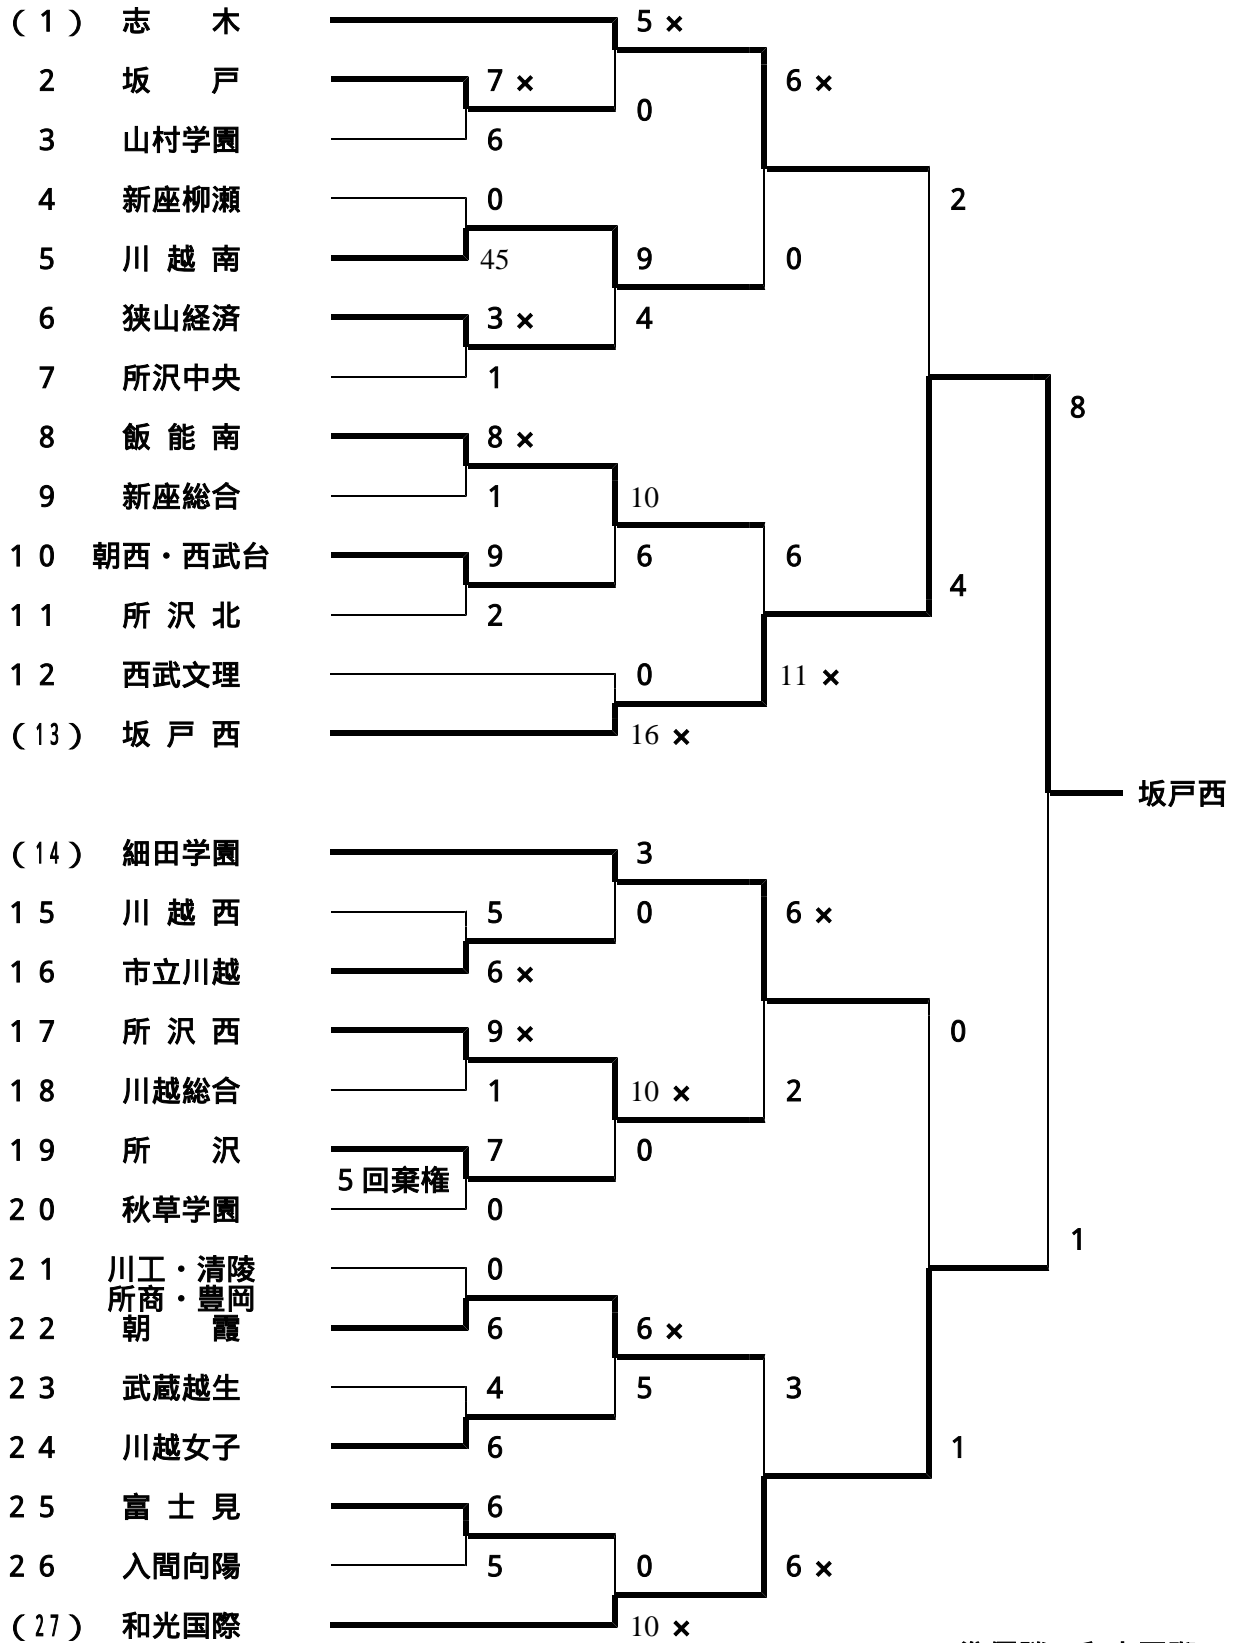 (1) 志木 5 ×
2 坂戸 7 × 6 ×
0
3 山村学園 6
4 新座柳瀬 0 2
5 川越南 45 9 0
6 狭山経済 3 × 4
7 所沢中央 1
8
8 飯能南 8 ×
9 新座総合 1 10
10 朝西・西武台 9 6 6
4
11 所沢北 2
12 西武文理 0 11 ×
(13) 坂戸西 16 ×
坂戸西
(14) 細田学園 3
15 川越西 5 0 6 ×
16 市立川越 6 ×
17 所沢西 9 × 0
18 川越総合 1 10 × 2
19 所沢 7 0
5回棄権
20 秋草学園 0
1
21 川工・清陵 0
所商・豊岡
22 朝霞 6 6 ×
23 武蔵越生 4 5 3
24 川越女子 6 1
25 富士見 6
26 入間向陽 5 0 6 ×
(27) 和光国際 10 ×